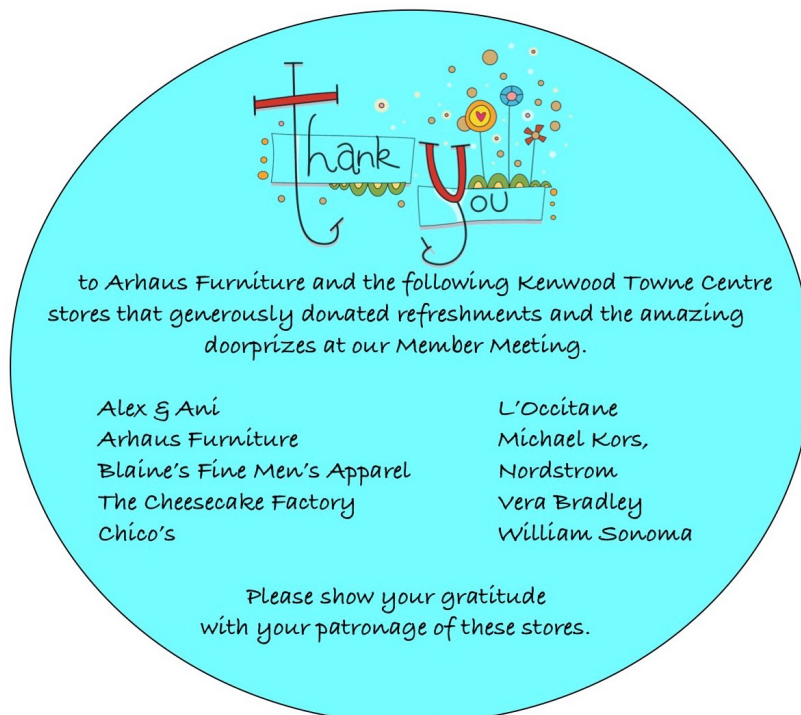 Thank
you
to Arhaus Furniture and the following Kenwood Towne Centre
stores that generously donated refreshments and the amazing
doorprizes at our Member Meeting.
Alex & Ani
Arhaus Furniture
Blaine's Fine Men's Apparel
The Cheesecake Factory
Chico's
L'Occitane
Michael Kors,
Nordstrom
Vera Bradley
William Sonoma
Please show your gratitude
with your patronage of these stores.